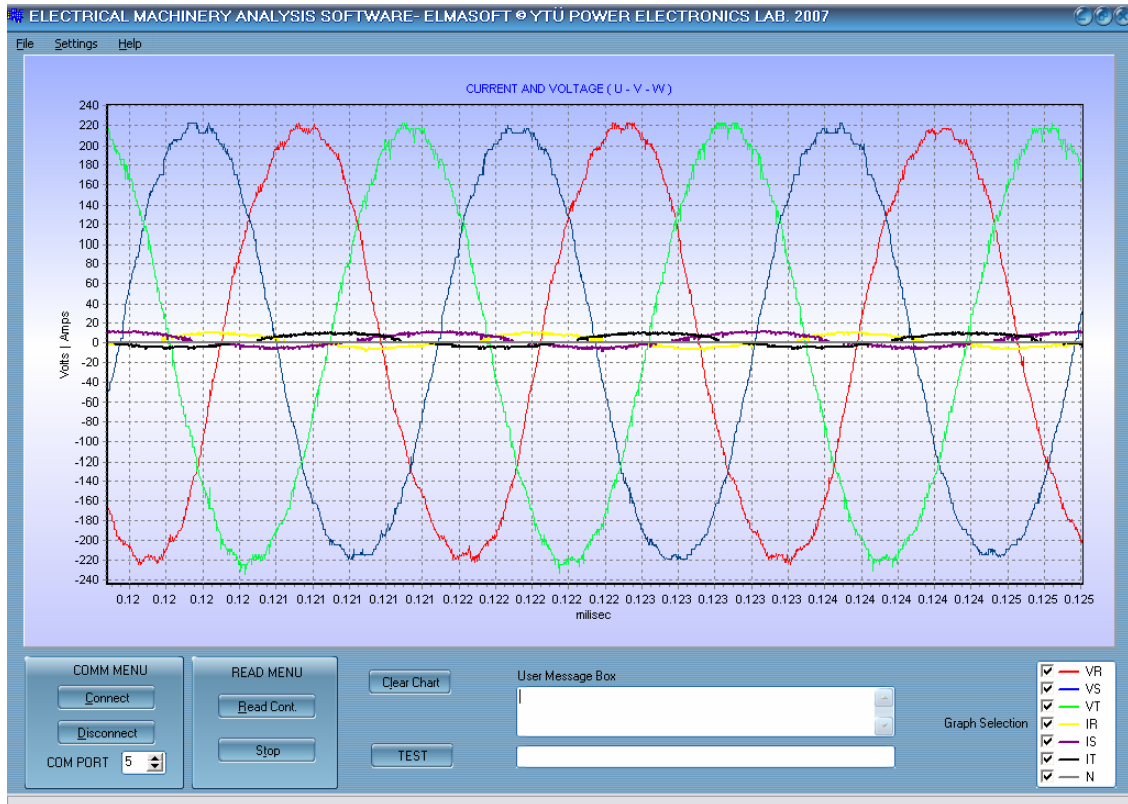 ELECTRICAL MACHINERY ANALYSIS SOFTWARE- ELMASOFT © YTÜ POWER ELECTRONICS LAB. 2007
File Settings Help
CURRENT AND VOLTAGE ( U - V - W )
240
220
200
180
160
140
120
100
80
60
40
20
0
-20
-40
-60
-80
-100
-120
-140
-160
-180
-200
-220
-240
Volts | Amps
0.12 0.12 0.12 0.12 0.121 0.121 0.121 0.121 0.121 0.122 0.122 0.122 0.122 0.122 0.123 0.123 0.123 0.123 0.123 0.124 0.124 0.124 0.124 0.124 0.125 0.125 0.125
milisec
COMM MENU
Connect
Disconnect
COM PORT 5
READ MENU
Read Cont.
Stop
Clear Chart
TEST
User Message Box
Graph Selection
VR
VS
VT
IR
IS
IT
N